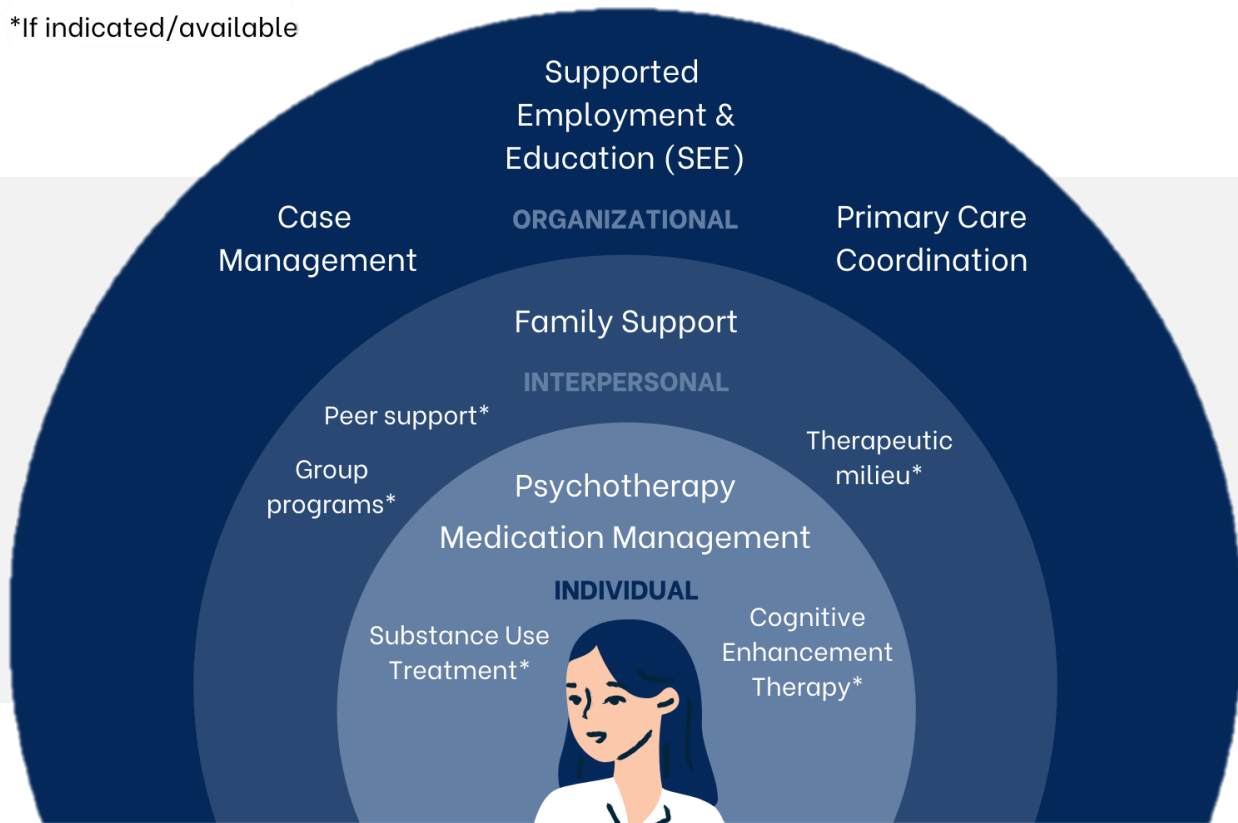 *If indicated/available
Supported
Employment &
Education (SEE)
Case
Management
ORGANIZATIONAL
Primary Care
Coordination
Family Support
INTERPERSONAL
Peer support*
Group
programs*
Therapeutic
milieu*
Psychotherapy
Medication Management
INDIVIDUAL
Substance Use
Treatment*
Cognitive
Enhancement
Therapy*